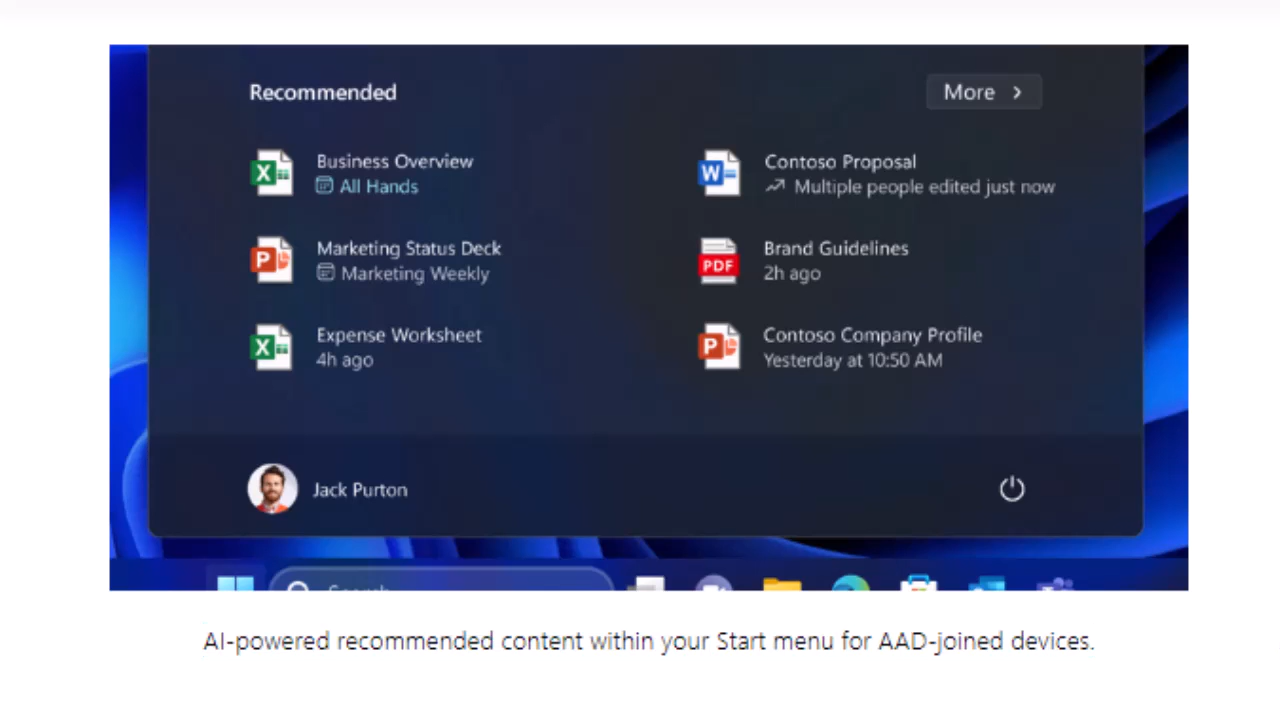 Recommended
More
Business Overview
All Hands
Contoso Proposal
Multiple people edited just now
Marketing Status Deck
Marketing Weekly
Brand Guidelines
2h ago
PDF
Expense Worksheet
4h ago
Contoso Company Profile
Yesterday at 10:50 AM
X
W
P
X
P
Jack Purton
Search
AI-powered recommended content within your Start menu for AAD-joined devices.